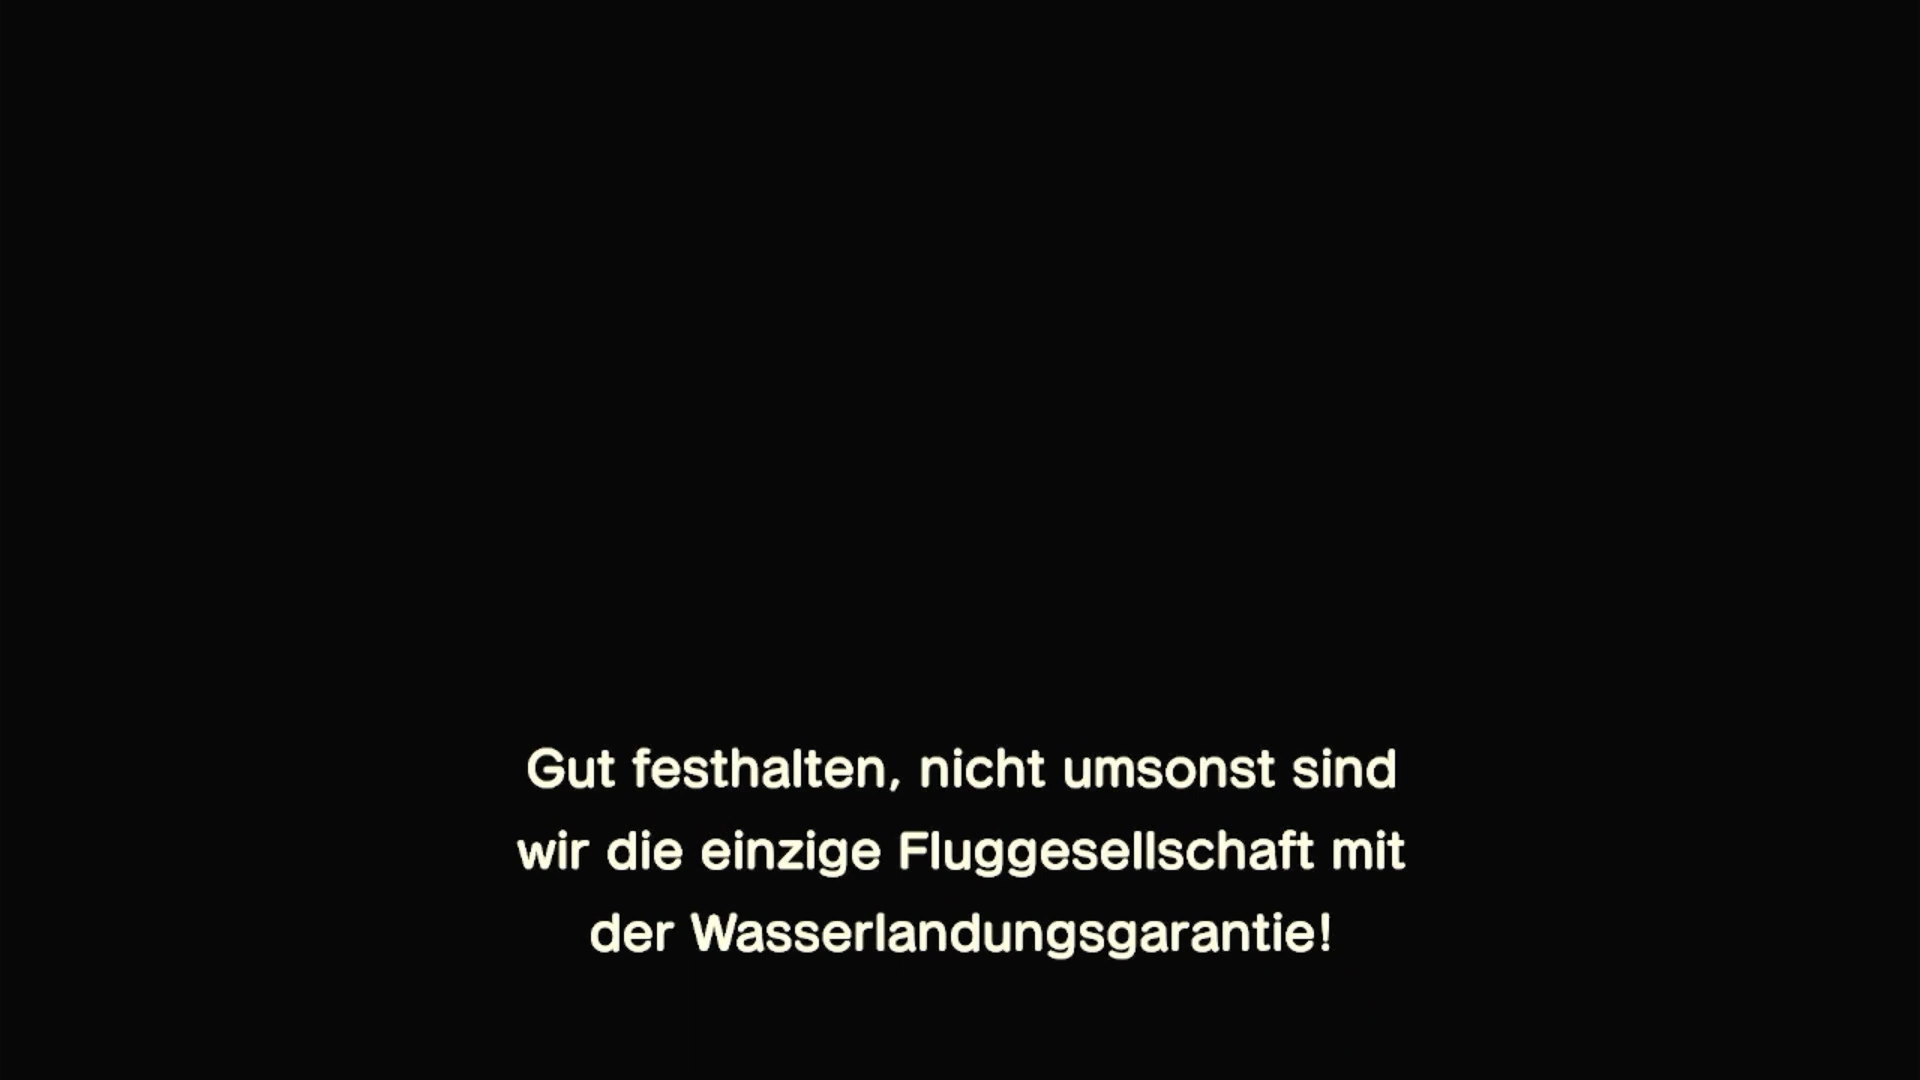 Gut festhalten, nicht umsonst sind
wir die einzige Fluggesellschaft mit
der Wasserlandungsgarantie!